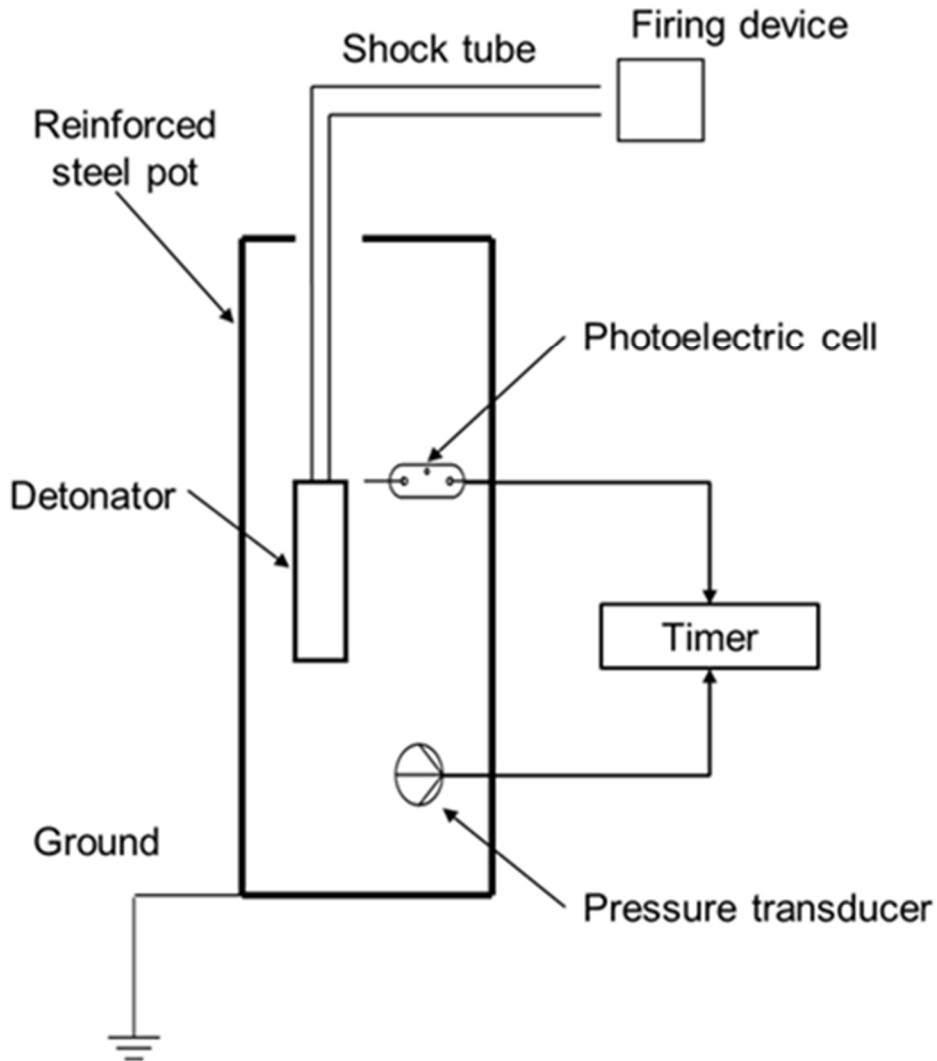 Firing device
Shock tube
Reinforced
steel pot
Photoelectric cell
Detonator
Timer
Ground
Pressure transducer